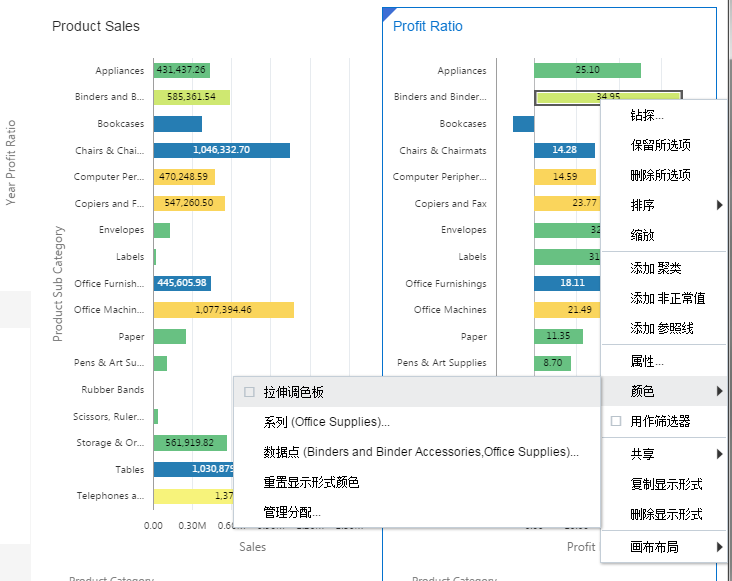 Product Sales
Profit Ratio
Year Profit Ratio
Product Sub Category
Appliances
431,437.26
Binders and B...
585,361.54
Bookcases
Chairs & Chai...
1,046,332.70
Computer Per...
470,248.59
Copiers and F...
547,260.50
Envelopes
Labels
Office Furnish...
445,605.98
Office Machin...
1,077,394.46
Paper
Pens & Art Su...
Rubber Bands
Scissors, Ruler...
Storage & Or...
561,919.82
Tables
1,030,879
Telephones a...
1,37
0.00
0.30M
Sales
Product Category
Appliances
25.10
Binders and Binder...
34.95
Bookcases
Chairs & Chairmats
14.28
Computer Peripher...
14.59
Copiers and Fax
23.77
Envelopes
32
Labels
31
Office Furnishings
18.11
Office Machines
21.49
Paper
11.35
Pens & Art Supplies
8.70
Profit
Product Category
钻探...
保留所选项
删除所选项
排序
缩放
添加 聚类
添加 非正常值
添加 参照线
属性...
颜色
用作筛选器
共享
复制显示形式
删除显示形式
画布布局
拉伸调色板
系列 (Office Supplies)...
数据点 (Binders and Binder Accessories,Office Supplies)...
重置显示形式颜色
管理分配...